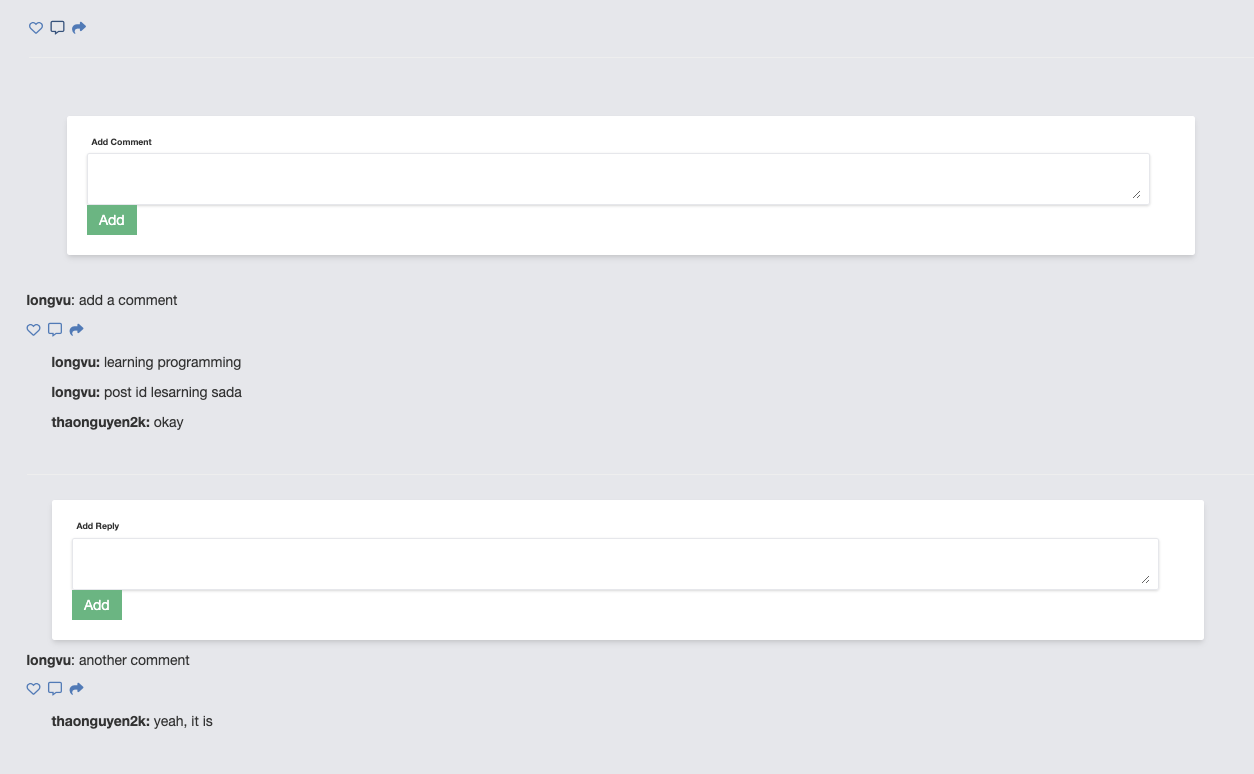 Add Comment
Add
longvu: add a comment
longvu: learning programming
longvu: post id lesarning sada
thaonguyen2k: okay
Add Reply
Add
longvu: another comment
thaonguyen2k: yeah, it is